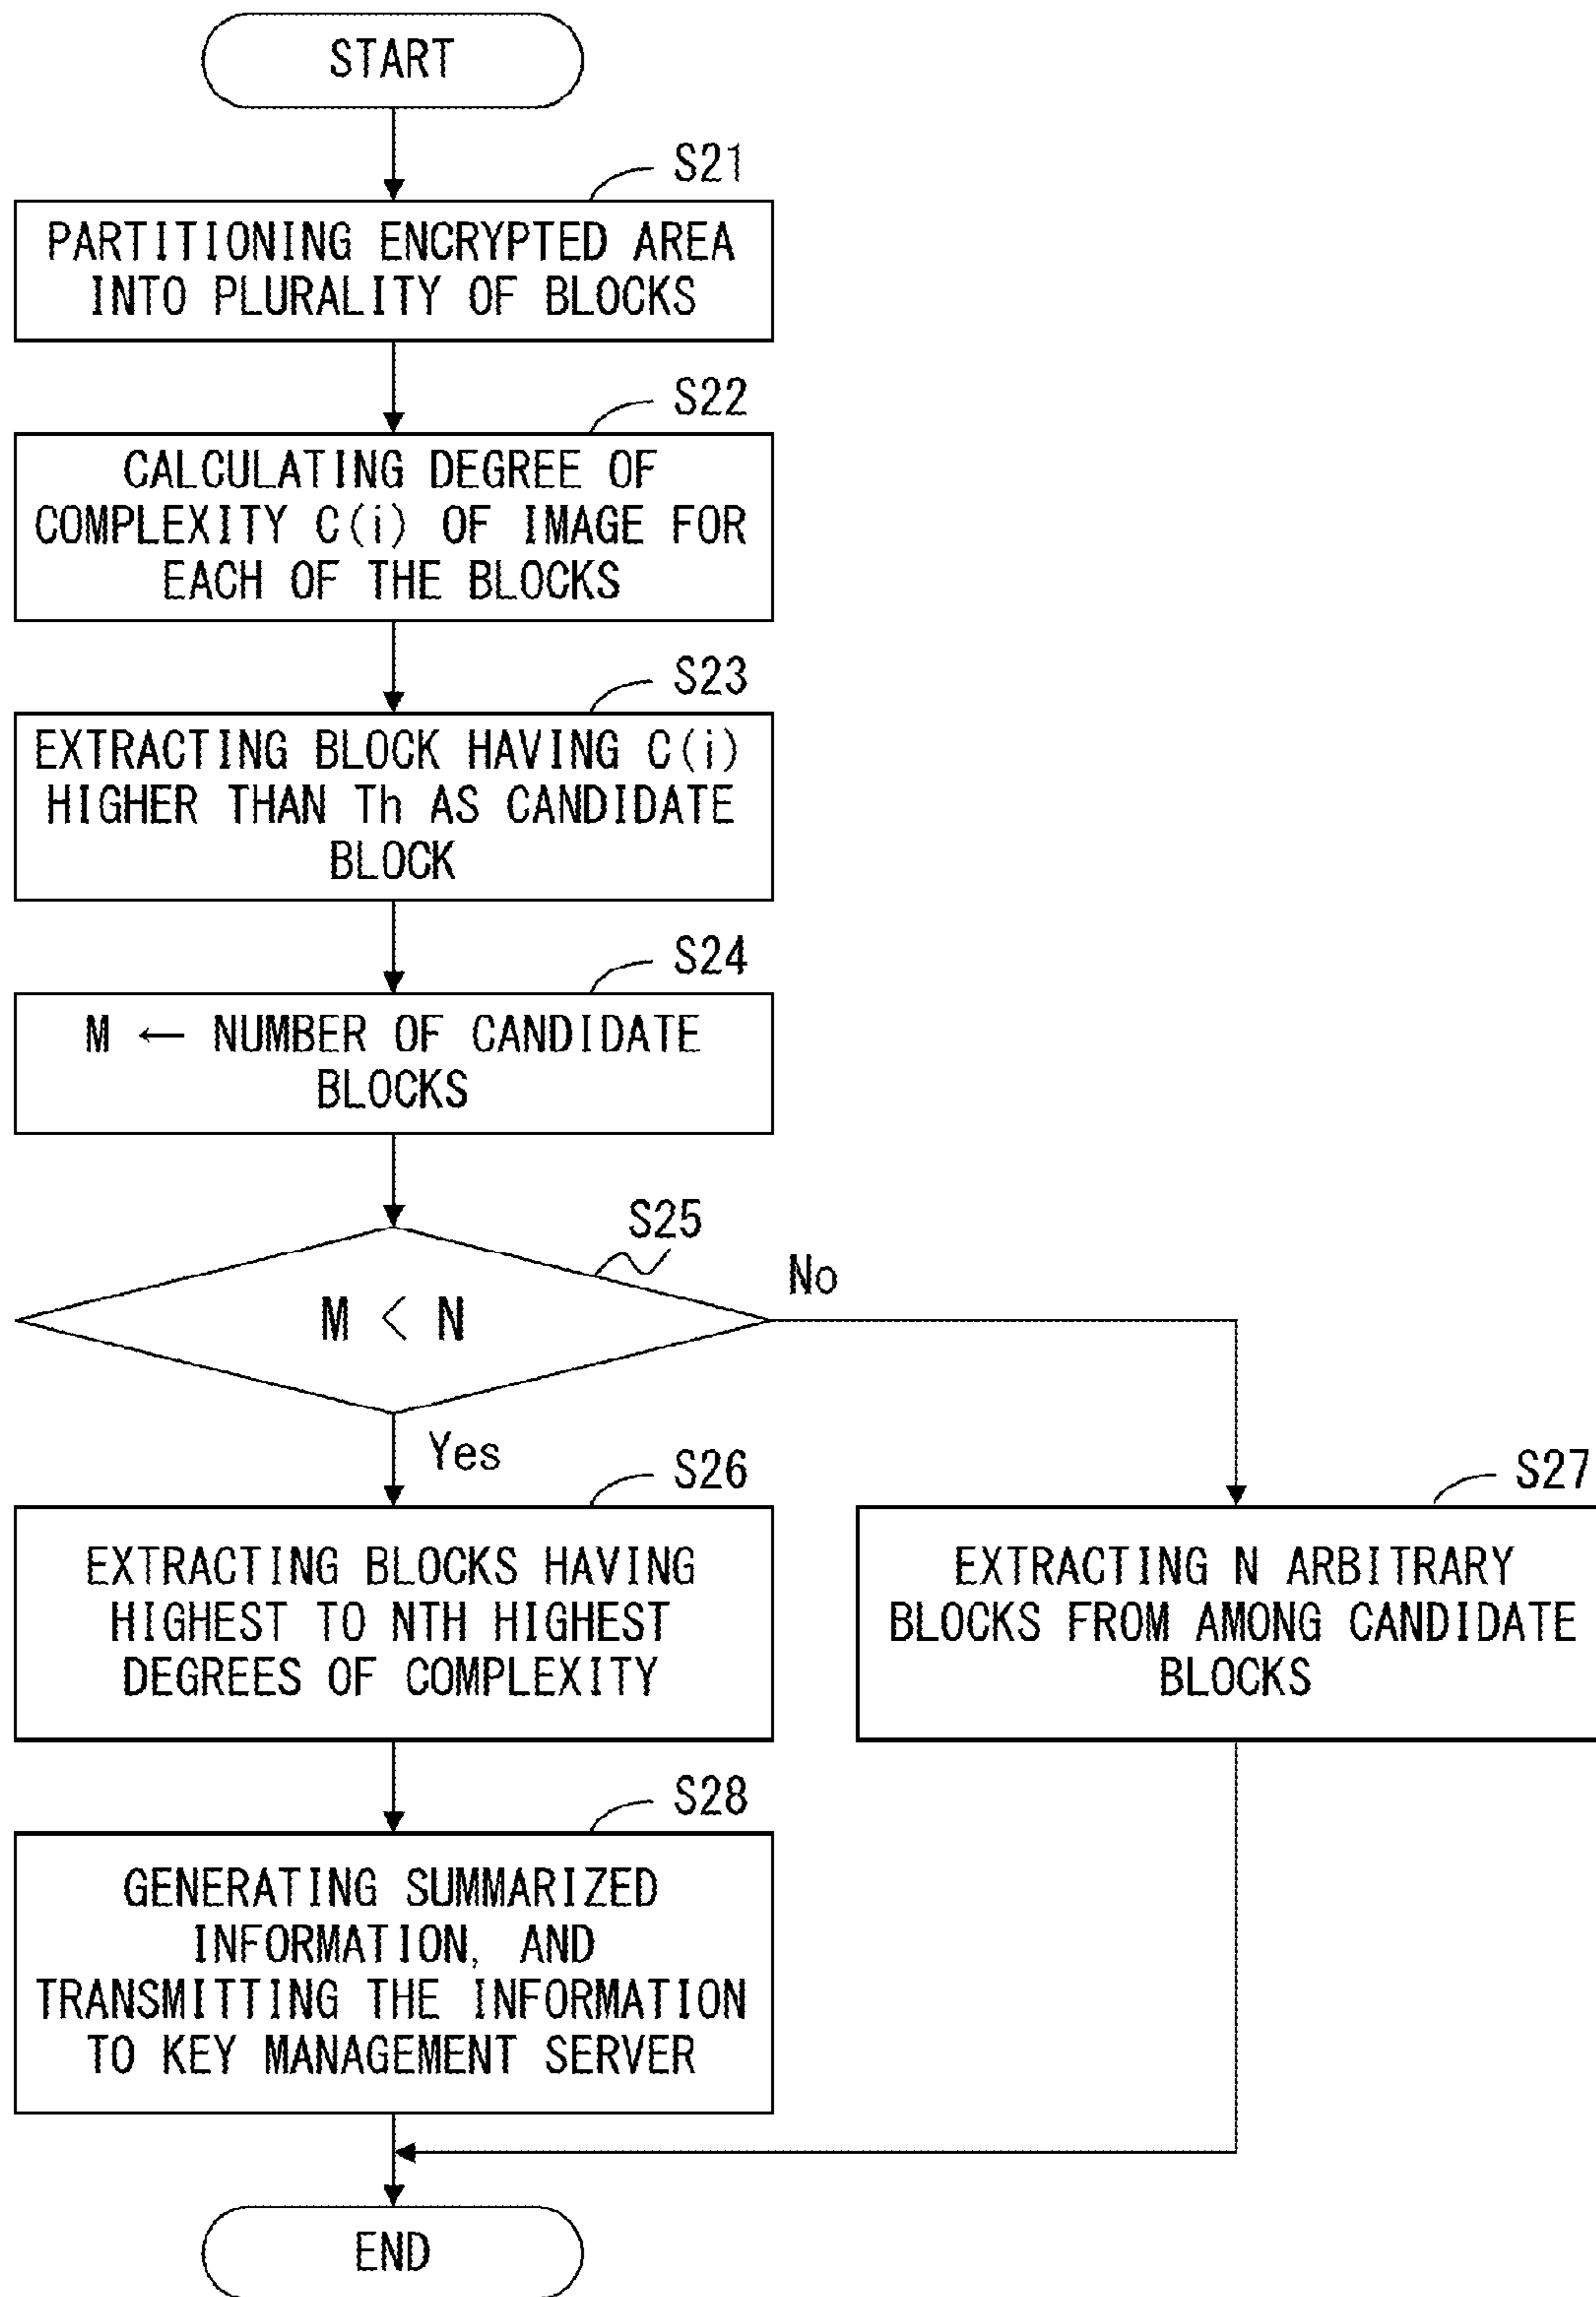 START
S21
PARTITIONING ENCRYPTED AREA
INTO PLURALITY OF BLOCKS
S22
CALCULATING DEGREE OF
COMPLEXITY C(i) OF IMAGE FOR
EACH OF THE BLOCKS
S23
EXTRACTING BLOCK HAVING C(i)
HIGHER THAN Th AS CANDIDATE
BLOCK
S24
M ← NUMBER OF CANDIDATE
BLOCKS
S25
M < N
No
Yes
S26
EXTRACTING BLOCKS HAVING
HIGHEST TO NTH HIGHEST
DEGREES OF COMPLEXITY
S27
EXTRACTING N ARBITRARY
BLOCKS FROM AMONG CANDIDATE
BLOCKS
S28
GENERATING SUMMARIZED
INFORMATION, AND
TRANSMITTING THE INFORMATION
TO KEY MANAGEMENT SERVER
END